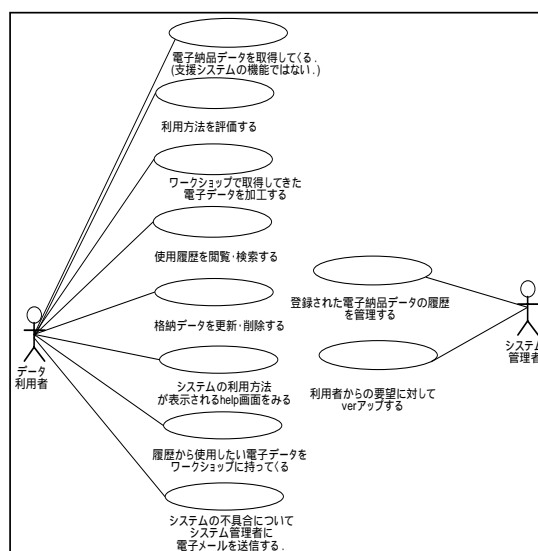 電子納品データを取得してくる.
(支援システムの機能ではない.)
利用方法を評価する
ワークショップで取得してきた
電子データを加工する
使用履歴を閲覧・検索する
格納データを更新・削除する
システムの利用方法
が表示されるhelp画面をみる
履歴から使用したい電子データを
ワークショップに持ってくる
システムの不具合について
システム管理者に
電子メールを送信する.
データ
利用者
登録された電子納品データの履歴
を管理する
利用者からの要望に対して
verアップする
システム
管理者